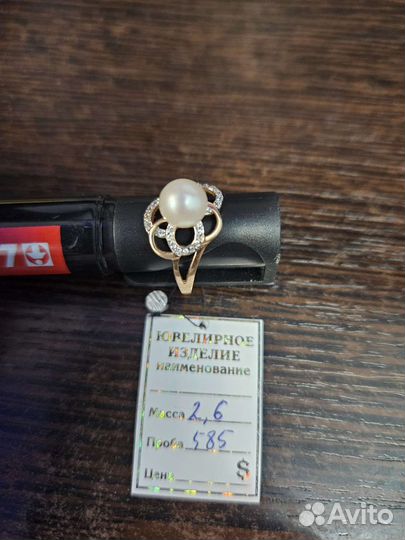 ЮВЕЛИРНОЕ
ИЗДЕЛИЕ
наименование
Масса 2,6
Проба 585
Цена $
Avito